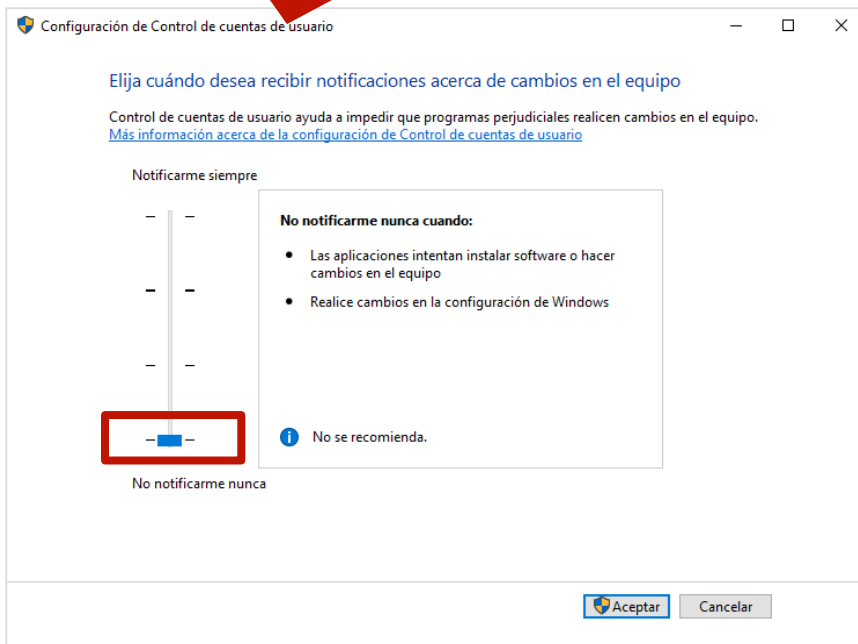 Configuración de Control de cuentas de usuario
Elija cuándo desea recibir notificaciones acerca de cambios en el equipo
Control de cuentas de usuario ayuda a impedir que programas perjudiciales realicen cambios en el equipo.
Más información acerca de la configuración de Control de cuentas de usuario
Notificarme siempre
No notificarme nunca cuando:
Las aplicaciones intentan instalar software o hacer
cambios en el equipo
Realice cambios en la configuración de Windows
No se recomienda.
No notificarme nunca
Aceptar
Cancelar